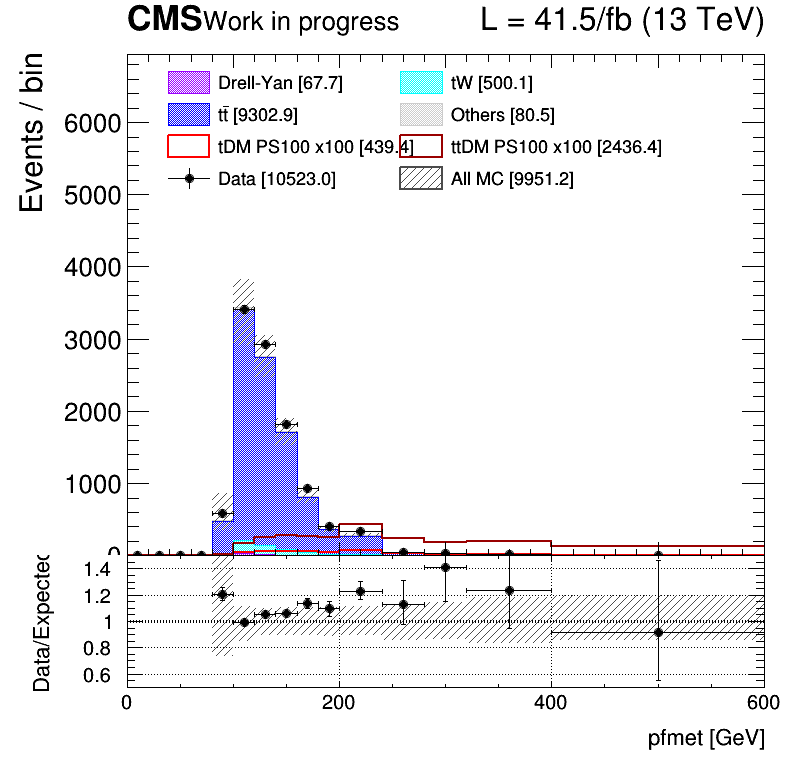 CMS Work in progress L = 41.5/fb (13 TeV)
Events / bin
Drell-Yan [67.7] tW [500.1]
tt̄ [9302.9] Others [80.5]
tDM PS100 x100 [439.4] ttDM PS100 x100 [2436.4]
Data [10523.0] All MC [9951.2]
6000
5000
4000
3000
2000
1000
0
Data/Expected
1.4
1.2
1
0.8
0.6
0 200 400 600
pfmet [GeV]